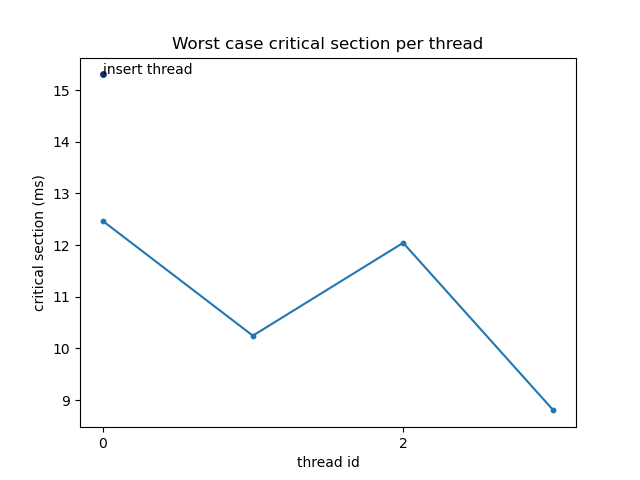 Worst case critical section per thread
insert thread
15
14
13
12
11
10
9
critical section (ms)
0 2
thread id